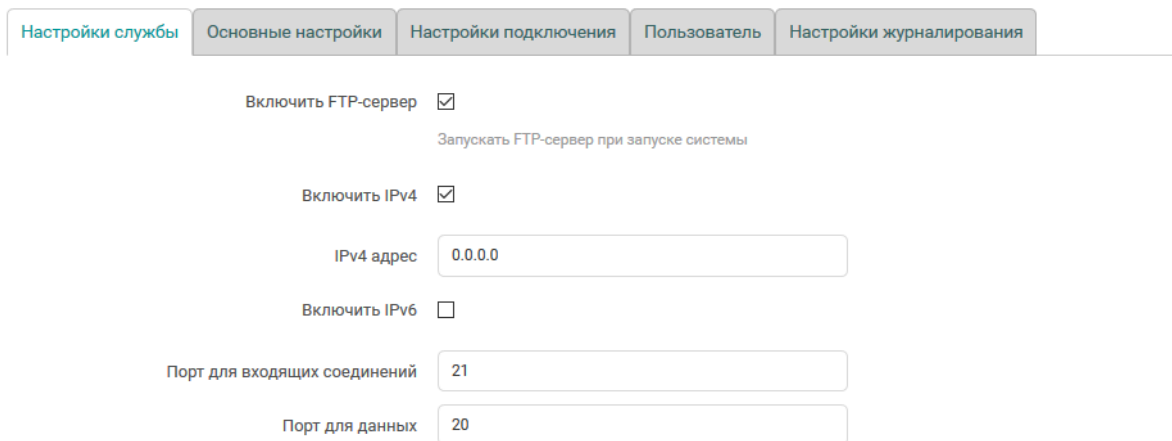 Настройки службы Основные настройки Настройки подключения Пользователь Настройки журналирования
Включить FTP-сервер
Запускать FTP-сервер при запуске системы
Включить IPv4
IPv4 адрес 0.0.0.0
Включить IPv6
Порт для входящих соединений 21
Порт для данных 20